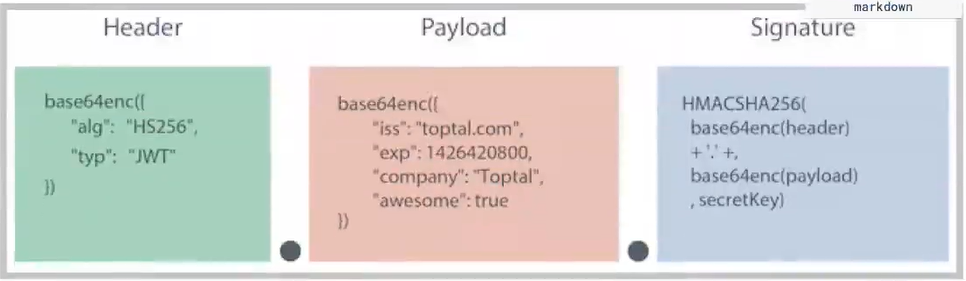 markdown
Header
Payload
Signature
base64enc({
"alg": "HS256",
"typ": "JWT"
})
base64enc({
"iss": "toptal.com",
"exp": 1426420800,
"company": "Toptal",
"awesome": true
})
HMACSHA256(
base64enc(header)
+ '.' +,
base64enc(payload)
, secretKey)